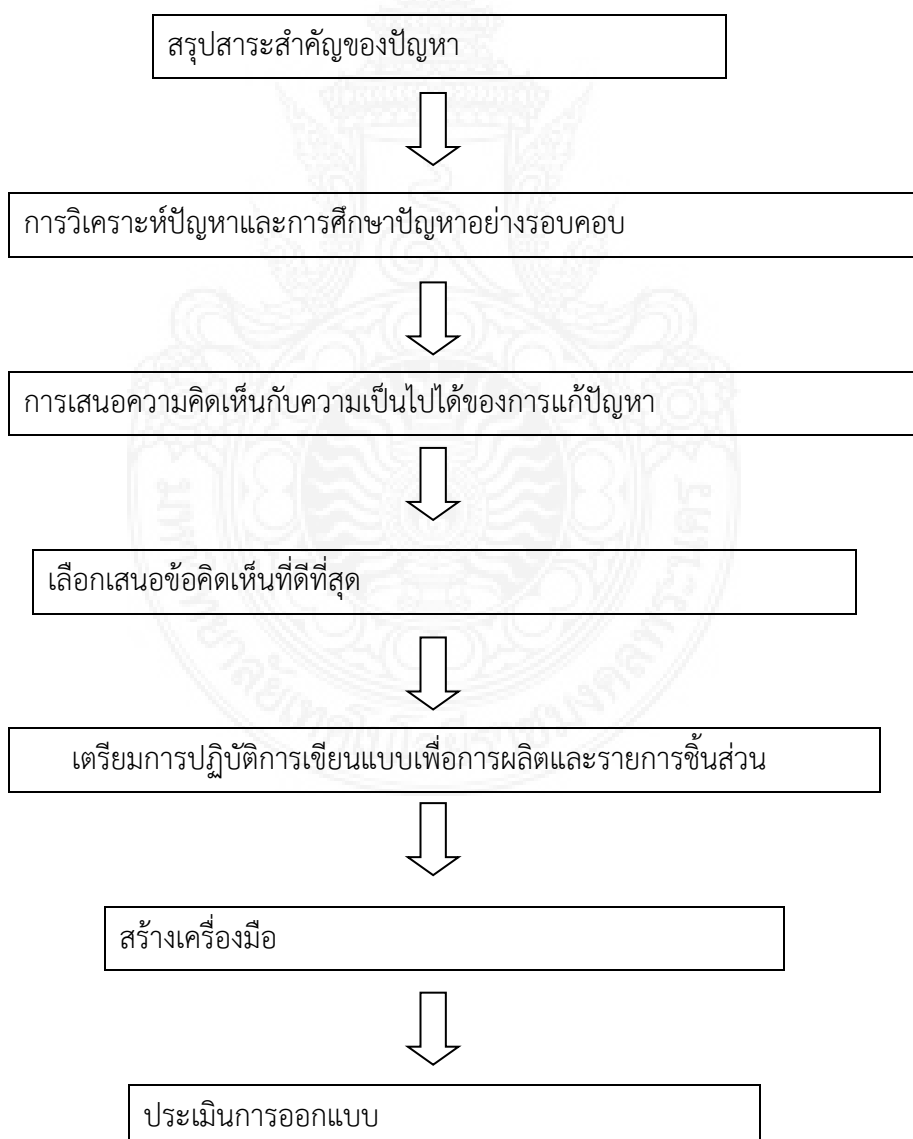 สรุปสาระสำคัญของปัญหา
การวิเคราะห์ปัญหาและการศึกษาปัญหาอย่างรอบคอบ
การเสนอความคิดเห็นกับความเป็นไปได้ของการแก้ปัญหา
เลือกเสนอข้อคิดเห็นที่ดีที่สุด
เตรียมการปฏิบัติการเขียนแบบเพื่อการผลิตและรายการชิ้นส่วน
สร้างเครื่องมือ
ประเมินการออกแบบ